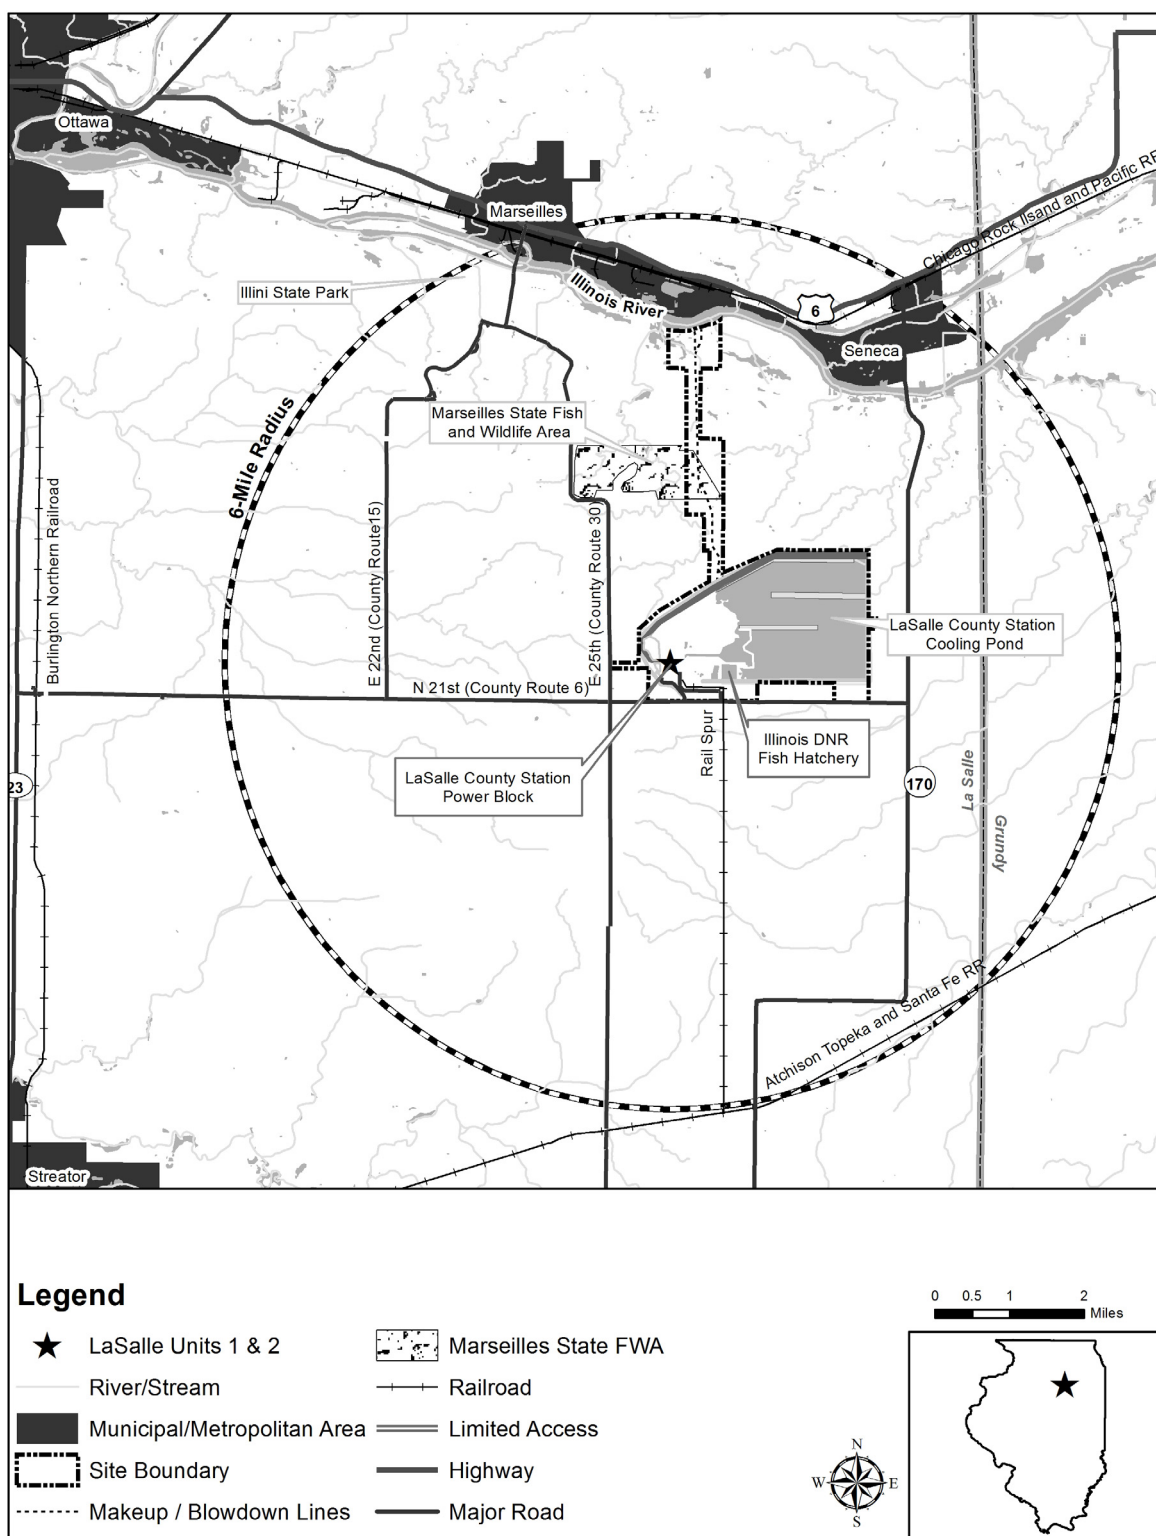 Ottawa
Marseilles
Chicago Rock Ilsand and Pacific RR
Illini State Park
Illinois River
6
Seneca
6-Mile Radius
Marseilles State Fish
and Wildlife Area
Burlington Northern Railroad
E 22nd (County Route15)
E 25th (County Route 30)
LaSalle County Station
Cooling Pond
N 21st (County Route 6)
Rail Spur
Illinois DNR
Fish Hatchery
LaSalle County Station
Power Block
23
170
La Salle
Grundy
Atchison Topeka and Santa Fe RR
Streator
Legend
0 0.5 1 2
Miles
LaSalle Units 1 & 2
Marseilles State FWA
River/Stream
Railroad
Municipal/Metropolitan Area
Limited Access
Site Boundary
Highway
Makeup / Blowdown Lines
Major Road
N
W E
S